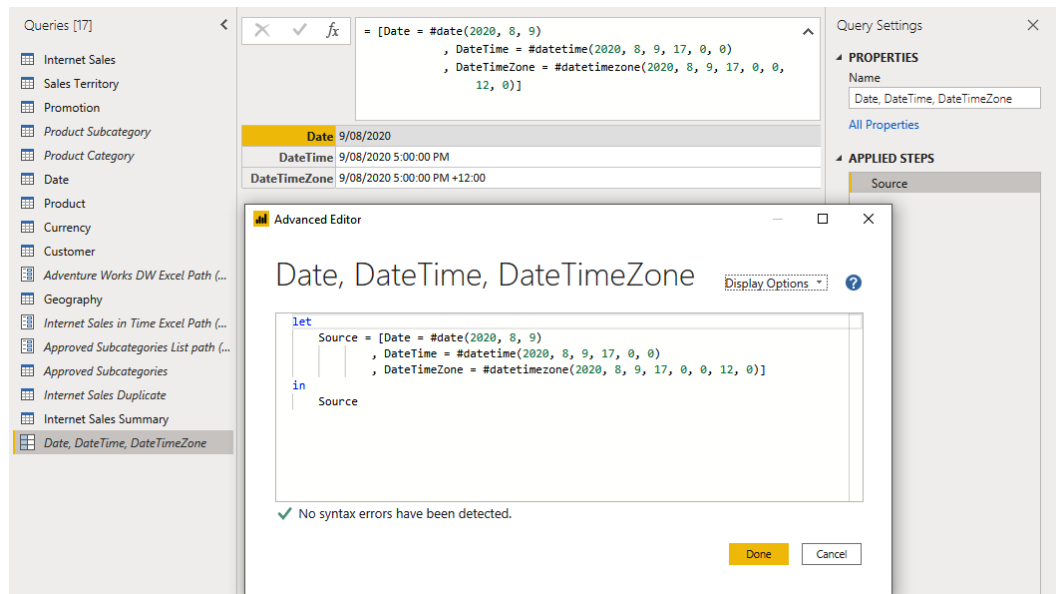 Queries [17]
Internet Sales
Sales Territory
Promotion
Product Subcategory
Product Category
Date
Product
Currency
Customer
Adventure Works DW Excel Path (...
Geography
Internet Sales in Time Excel Path (...
Approved Subcategories List path (...
Approved Subcategories
Internet Sales Duplicate
Internet Sales Summary
Date, DateTime, DateTimeZone
fx
= [Date = #date(2020, 8, 9)
, DateTime = #datetime(2020, 8, 9, 17, 0, 0)
, DateTimeZone = #datetimezone(2020, 8, 9, 17, 0, 0,
12, 0)]
Date 9/08/2020
DateTime 9/08/2020 5:00:00 PM
DateTimeZone 9/08/2020 5:00:00 PM +12:00
Advanced Editor
Date, DateTime, DateTimeZone
Display Options
?
let
Source = [Date = #date(2020, 8, 9)
, DateTime = #datetime(2020, 8, 9, 17, 0, 0)
, DateTimeZone = #datetimezone(2020, 8, 9, 17, 0, 0, 12, 0)]
in
Source
No syntax errors have been detected.
Done
Cancel
Query Settings
PROPERTIES
Name
Date, DateTime, DateTimeZone
All Properties
APPLIED STEPS
Source